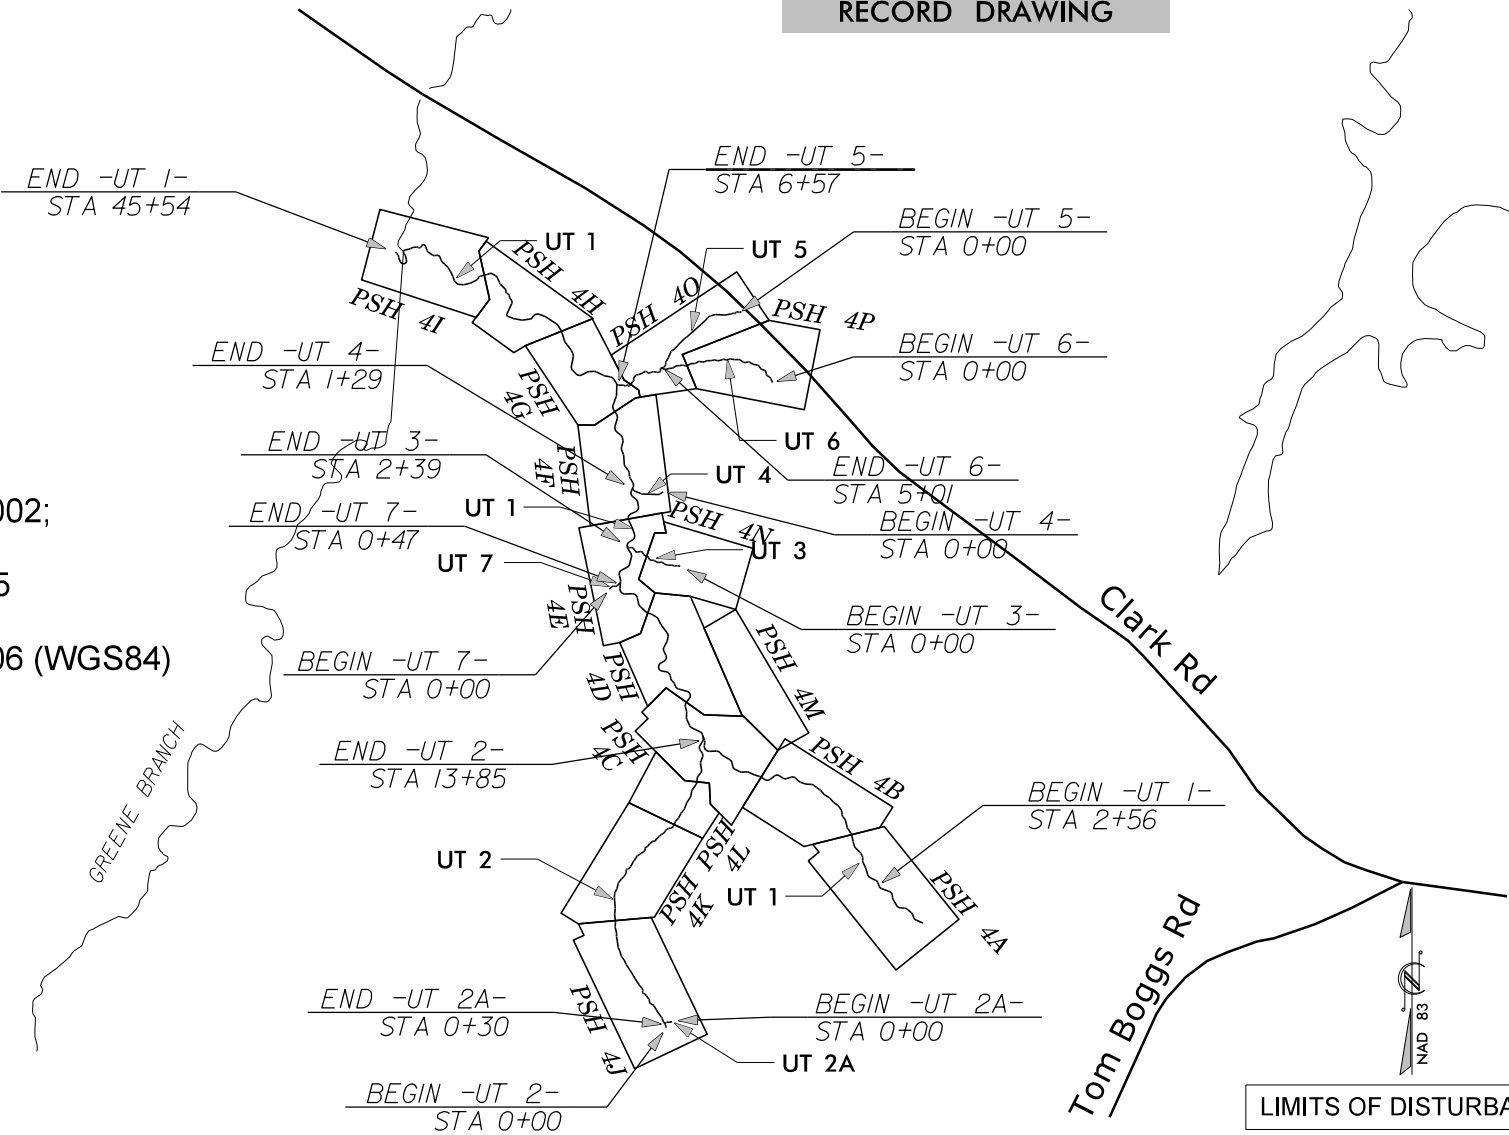 RECORD DRAWING
END -UT 1-
STA 45+54
END -UT 5-
STA 6+57
BEGIN -UT 5-
STA 0+00
UT 1
UT 5
PSH 4I
PSH 4H
PSH 4O
PSH 4P
END -UT 4-
STA 1+29
BEGIN -UT 6-
STA 0+00
PSH 4G
UT 6
END -UT 3-
STA 2+39
PSH 4F
UT 4
END -UT 6-
STA 5+01
002;
UT 1
END -UT 7-
STA 0+47
PSH 4N
BEGIN -UT 4-
STA 0+00
UT 7
UT 3
5
PSH 4E
BEGIN -UT 3-
STA 0+00
Clark Rd
06 (WGS84)
BEGIN -UT 7-
STA 0+00
PSH 4D
PSH 4M
GREENE BRANCH
END -UT 2-
STA 13+85
PSH 4C
PSH 4B
BEGIN -UT 1-
STA 2+56
UT 2
PSH 4L
PSH 4K
UT 1
PSH 4A
Tom Boggs Rd
END -UT 2A-
STA 0+30
PSH 4J
BEGIN -UT 2A-
STA 0+00
UT 2A
NAD 83
BEGIN -UT 2-
STA 0+00
LIMITS OF DISTURBA